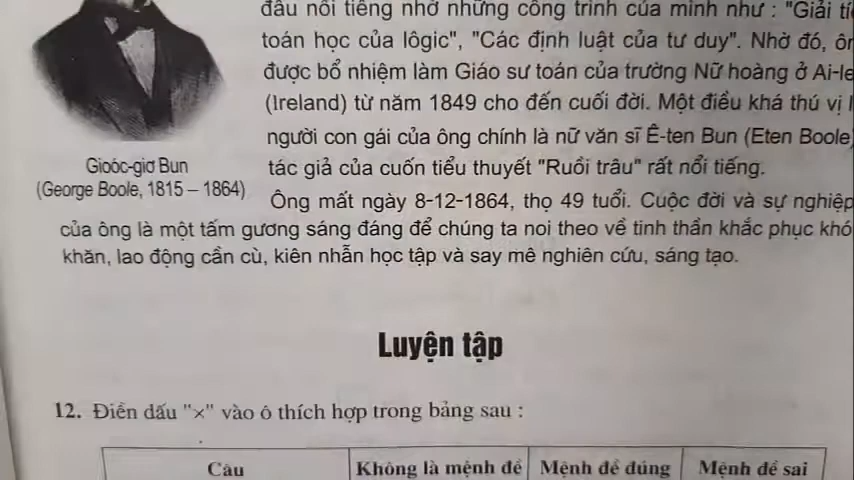 đầu nổi tiếng nhờ những công trình của mình như : "Giải
toán học của lôgic", "Các định luật của tư duy". Nhờ đó,
được bổ nhiệm làm Giáo sư toán của trường Nữ hoàng ở
(Ireland) từ năm 1849 cho đến cuối đời. Một điều khá thú vị
người con gái của ông chính là nữ văn sĩ Ê-ten Bun (Eten Boole)
tác giả của cuốn tiểu thuyết "Ruồi trâu" rất nổi tiếng.
Gioóc-giơ Bun
(George Boole, 1815 – 1864)
Ông mất ngày 8-12-1864, thọ 49 tuổi. Cuộc đời và sự nghiệp
của ông là một tấm gương sáng đáng để chúng ta noi theo về tinh thần khắc phục khó
khăn, lao động cần cù, kiên nhẫn học tập và say mê nghiên cứu, sáng tạo.
Luyện tập
12. Điền dấu "×" vào ô thích hợp trong bảng sau :
Câu Không là mệnh đề Mệnh đề đúng Mệnh đề sai